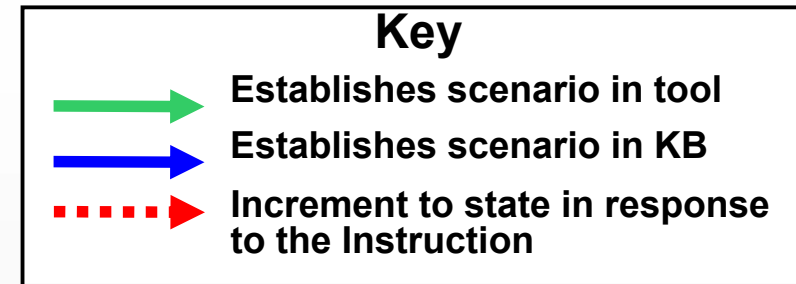 Key
Establishes scenario in tool
Establishes scenario in KB
Increment to state in response
to the Instruction